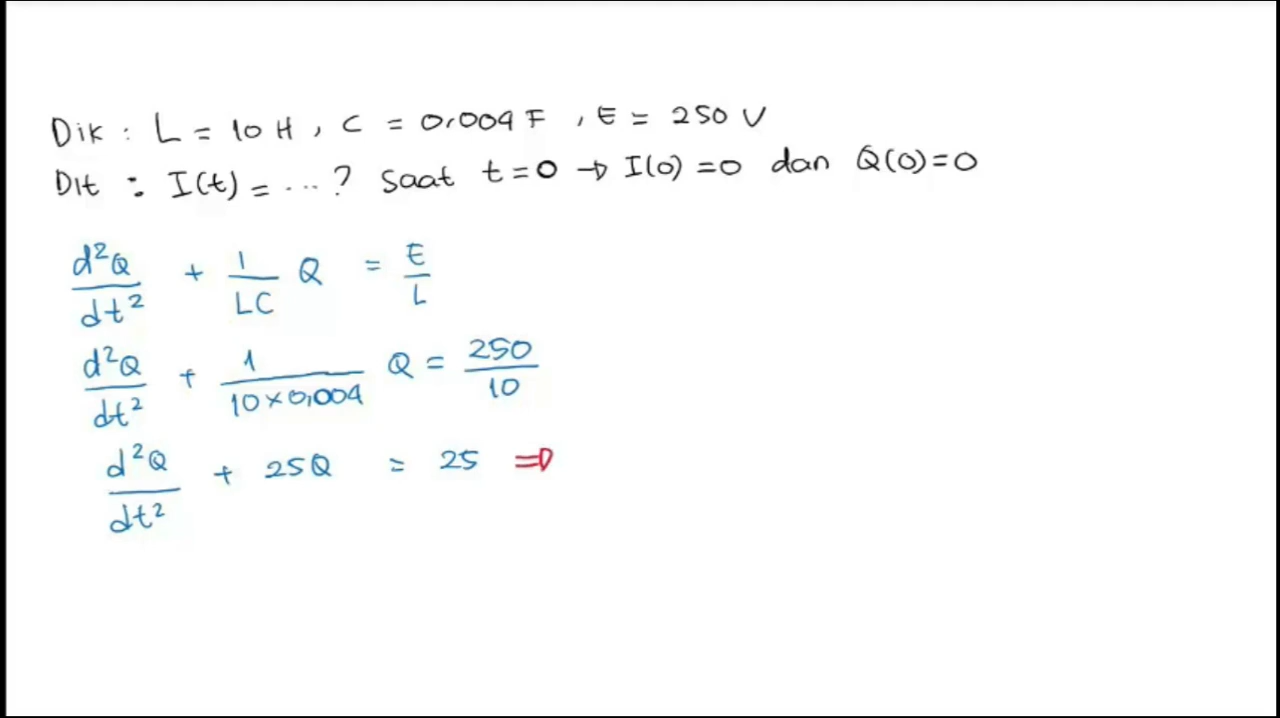 Dik : L = 10 H , C = 0,004 F , E = 250 V
Dit : I(t) = ... ? Saat t = 0 → I(0) = 0 dan Q(0) = 0
d²Q/dt² + 1/LC Q = E/L
d²Q/dt² + 1/10×0,004 Q = 250/10
d²Q/dt² + 25Q = 25 ⇒